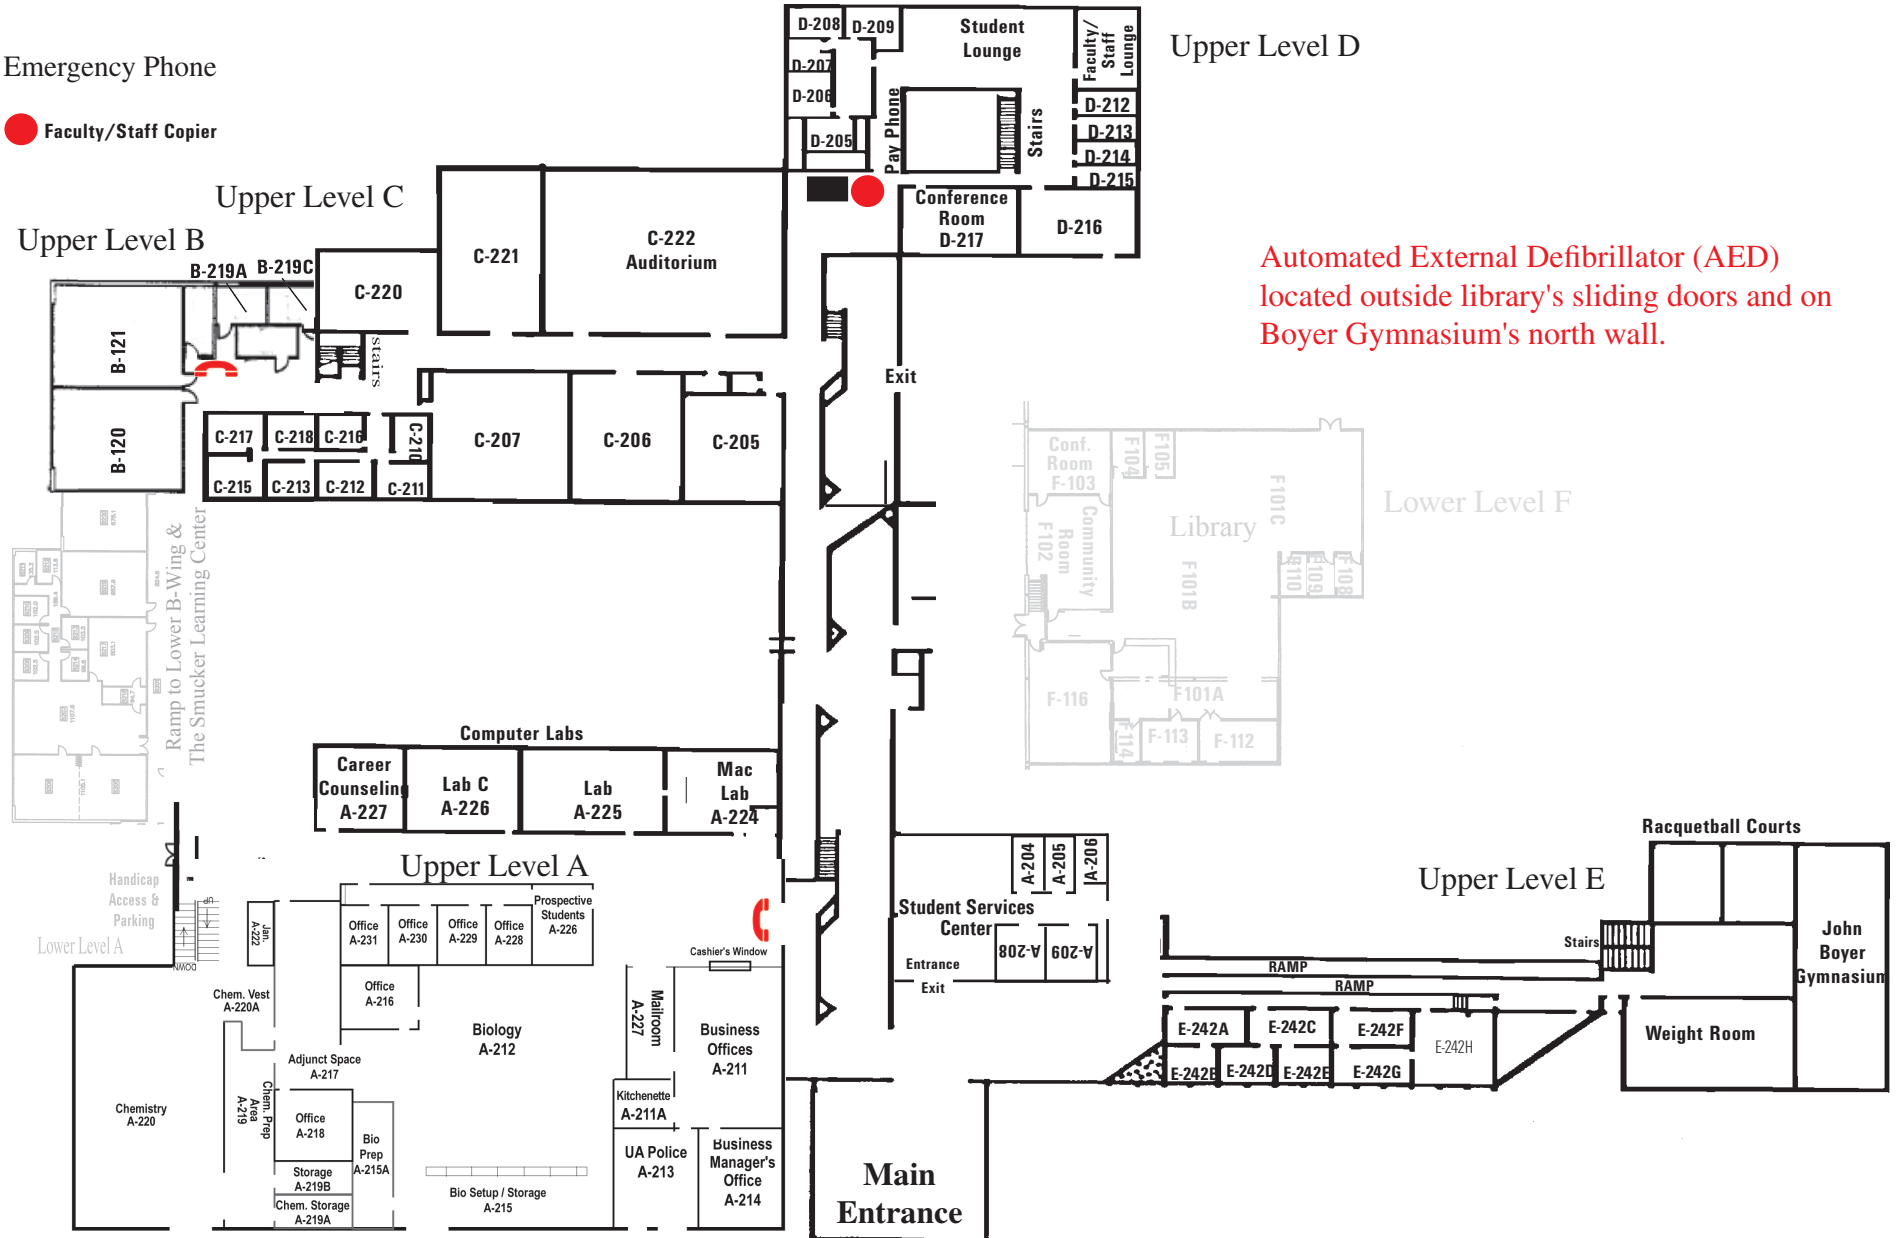 Emergency Phone
Faculty/Staff Copier
Upper Level D
D-208
D-209
D-207
D-206
D-205
Student
Lounge
Faculty/
Staff
Lounge
Pay Phone
Stairs
D-212
D-213
D-214
D-215
Conference
Room
D-217
D-216
Upper Level C
Upper Level B
B-219A
B-219C
C-220
C-221
C-222
Auditorium
B-121
B-120
stairs
Exit
C-217
C-218
C-216
C-210
C-215
C-213
C-212
C-211
C-207
C-206
C-205
Automated External Defibrillator (AED)
located outside library's sliding doors and on
Boyer Gymnasium's north wall.
Conf.
Room
F-103
F104
F105
F101C
Community
Room
F102
Library
F101B
F110
F109
F108
Lower Level F
F-116
F101A
F114
F-113
F-112
Ramp to Lower B-Wing &
The Smucker Learning Center
Computer Labs
Career
Counseling
A-227
Lab C
A-226
Lab
A-225
Mac
Lab
A-224
Upper Level A
Handicap
Access &
Parking
Lower Level A
UP
DOWN
Jan.
A-222
Office
A-231
Office
A-230
Office
A-229
Office
A-228
Prospective
Students
A-226
Cashier's Window
Chem. Vest
A-220A
Office
A-216
Biology
A-212
Mailroom
A-227
Business
Offices
A-211
Adjunct Space
A-217
Chem. Prep
Area
A-219
Chemistry
A-220
Office
A-218
Bio
Prep
A-215A
Storage
A-219B
Chem. Storage
A-219A
Bio Setup / Storage
A-215
Kitchenette
A-211A
UA Police
A-213
Business
Manager's
Office
A-214
Main
Entrance
A-204
A-205
A-206
Student Services
Center
A-208
A-209
Entrance
Exit
Upper Level E
Racquetball Courts
Stairs
RAMP
RAMP
John
Boyer
Gymnasium
Weight Room
E-242A
E-242C
E-242F
E-242H
E-242B
E-242D
E-242E
E-242G